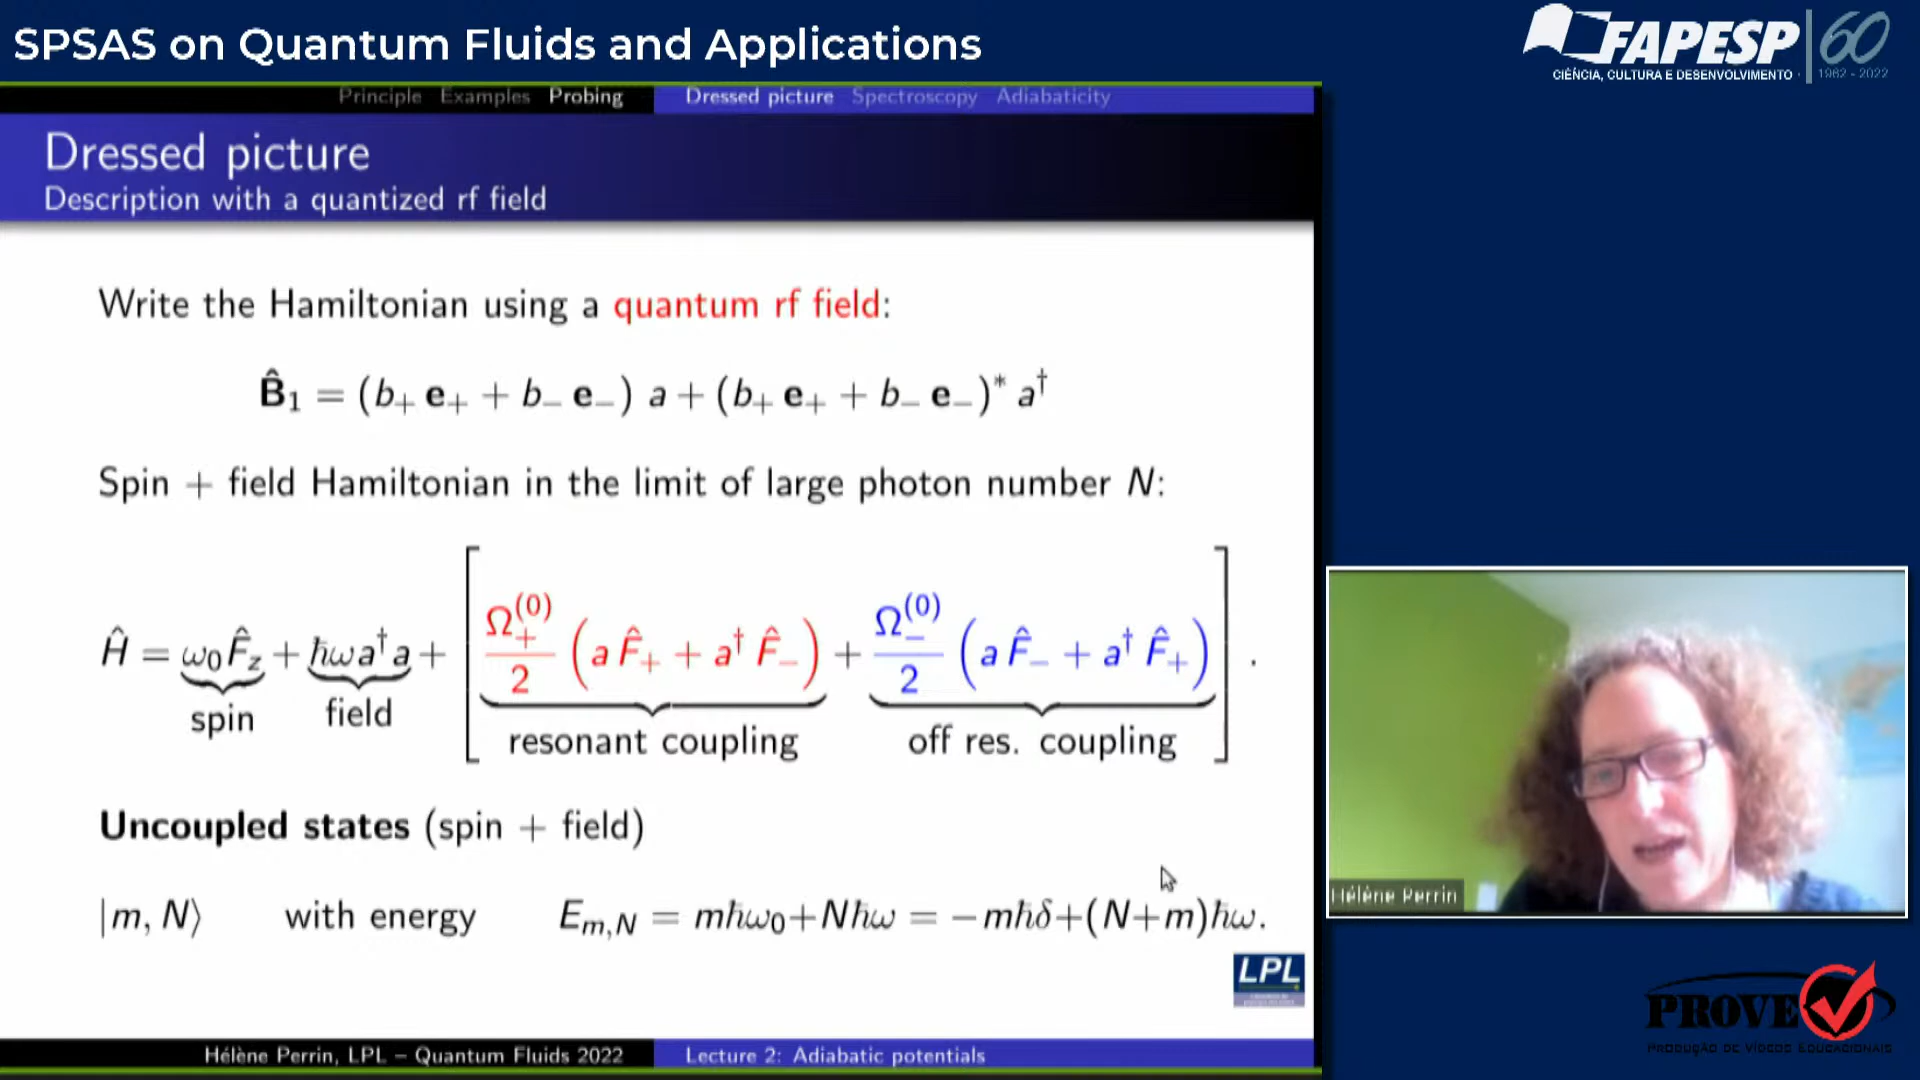 SPSAS on Quantum Fluids and Applications
FAPESP 60
CIÊNCIA, CULTURA E DESENVOLVIMENTO · 1962 - 2022
Principle Examples Probing Dressed picture Spectroscopy Adiabaticity
Dressed picture
Description with a quantized rf field
Write the Hamiltonian using a quantum rf field:
B̂₁ = (b₊ e₊ + b₋ e₋) a + (b₊ e₊ + b₋ e₋)* a†
Spin + field Hamiltonian in the limit of large photon number N:
Ĥ = ω₀F̂_z + ħωa†a + [ Ω₊⁽⁰⁾/2 (a F̂₊ + a† F̂₋) + Ω₋⁽⁰⁾/2 (a F̂₋ + a† F̂₊) ] .
spin field resonant coupling off res. coupling
Uncoupled states (spin + field)
|m, N⟩ with energy E_{m,N} = mħω₀+Nħω = −mħδ+(N+m)ħω.
LPL
Hélène Perrin, LPL – Quantum Fluids 2022 Lecture 2: Adiabatic potentials
Hélène Perrin
PROVE
PRODUÇÃO DE VÍDEOS EDUCACIONAIS